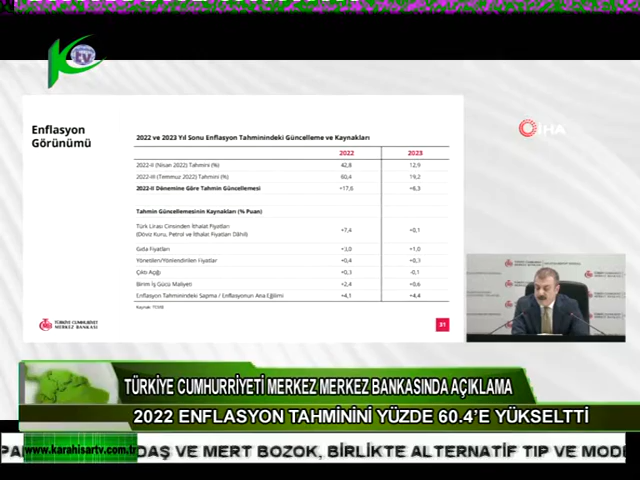 K tv
İHA
Enflasyon
Görünümü
2022 ve 2023 Yıl Sonu Enflasyon Tahminindeki Güncelleme ve Kaynakları
2022 2023
2022-II (Nisan 2022) Tahmini (%) 42,8 12,9
2022-III (Temmuz 2022) Tahmini (%) 60,4 19,2
2022-II Dönemine Göre Tahmin Güncellemesi +17,6 +6,3
Tahmin Güncellemesinin Kaynakları (% Puan)
Türk Lirası Cinsinden İthalat Fiyatları
(Döviz Kuru, Petrol ve İthalat Fiyatları Dâhil) +7,4 +0,1
Gıda Fiyatları +3,0 +1,0
Yönetilen/Yönlendirilen Fiyatlar +0,4 +0,3
Çıktı Açığı +0,3 -0,1
Birim İş Gücü Maliyeti +2,4 +0,6
Enflasyon Tahminindeki Sapma / Enflasyonun Ana Eğilimi +4,1 +4,4
Kaynak: TCMB
TÜRKİYE CUMHURİYET
MERKEZ BANKASI
31
TÜRKİYE CUMHURRİYETİ MERKEZ MERKEZ BANKASINDA AÇIKLAMA
2022 ENFLASYON TAHMİNİNİ YÜZDE 60.4'E YÜKSELTTİ
www.karahisartv.com.tr
DAŞ VE MERT BOZOK, BİRLİKTE ALTERNATİF TIP VE MODE